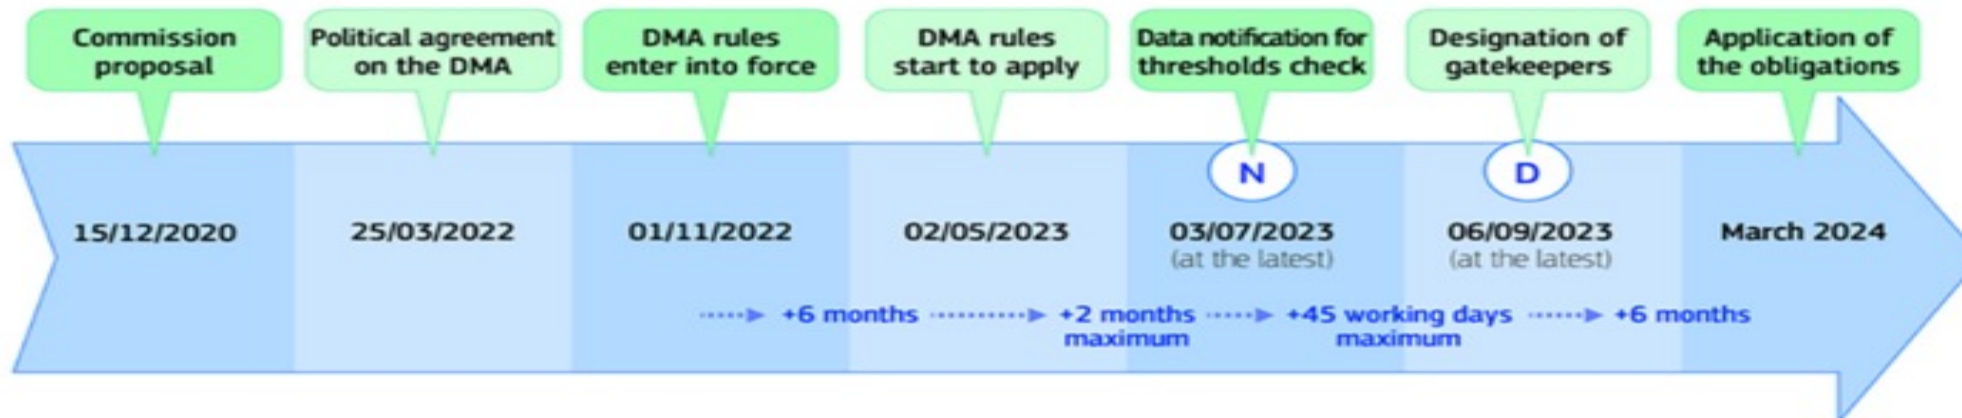 Commission
proposal
Political agreement
on the DMA
DMA rules
enter into force
DMA rules
start to apply
Data notification for
thresholds check
Designation of
gatekeepers
Application of
the obligations
N
D
15/12/2020
25/03/2022
01/11/2022
02/05/2023
03/07/2023
(at the latest)
06/09/2023
(at the latest)
March 2024
+6 months
+2 months
maximum
+45 working days
maximum
+6 months